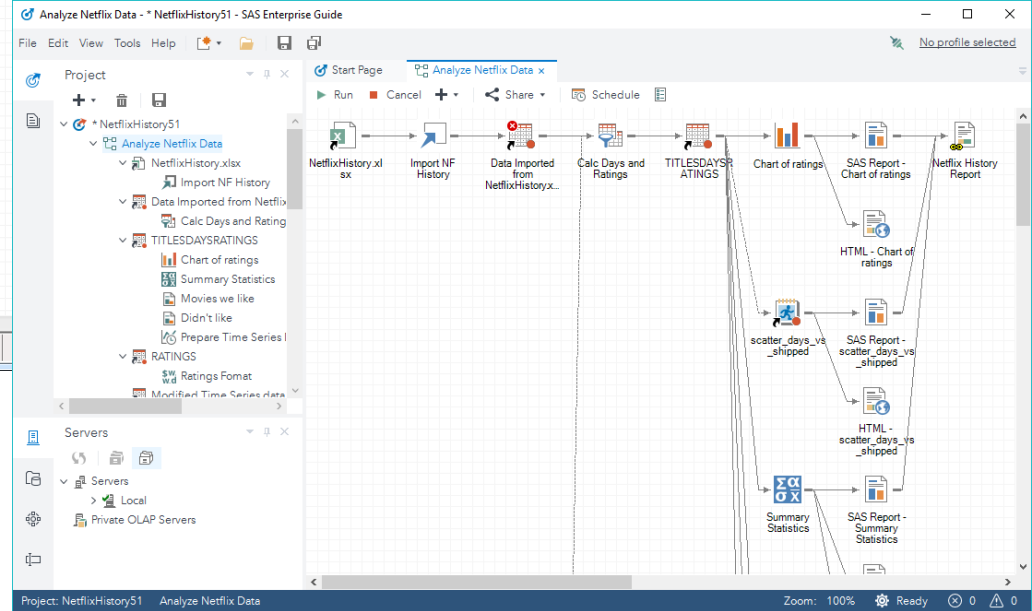 Analyze Netflix Data - * NetflixHistory51 - SAS Enterprise Guide
File Edit View Tools Help
No profile selected
Project
* NetflixHistory51
Analyze Netflix Data
NetflixHistory.xlsx
Import NF History
Data Imported from Netflix
Calc Days and Rating
TITLESDAYSRATINGS
Chart of ratings
Summary Statistics
Movies we like
Didn't like
Prepare Time Series
RATINGS
Ratings Fomat
Modified Time Series data
Servers
Servers
Local
Private OLAP Servers
Start Page
Analyze Netflix Data
Run Cancel Share Schedule
NetflixHistory.xl
sx
Import NF
History
Data Imported
from
NetflixHistory.x...
Calc Days and
Ratings
TITLESDAYSR
ATINGS
Chart of ratings
SAS Report -
Chart of ratings
Netflix History
Report
HTML - Chart of
ratings
scatter_days_vs
_shipped
SAS Report -
scatter_days_vs
_shipped
HTML -
scatter_days_vs
_shipped
Summary
Statistics
SAS Report -
Summary
Statistics
Project: NetflixHistory51 Analyze Netflix Data
Zoom: 100% Ready 0 0